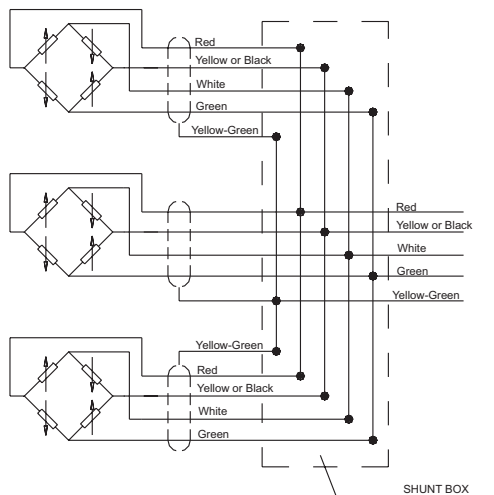 Red
Yellow or Black
White
Green
Yellow-Green
Red
Yellow or Black
White
Green
Yellow-Green
Yellow-Green
Red
Yellow or Black
White
Green
SHUNT BOX